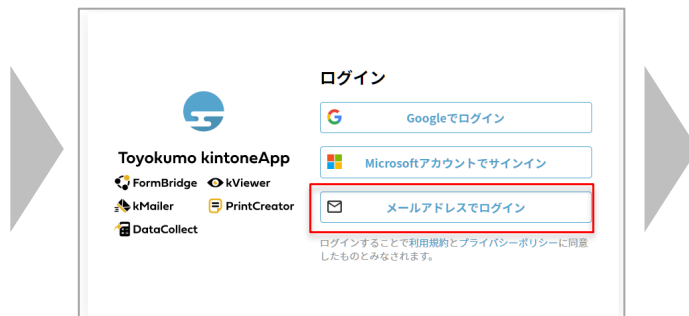 ログイン
Googleでログイン
Microsoftアカウントでサインイン
メールアドレスでログイン
ログインすることで利用規約とプライバシーポリシーに同意
したものとみなされます。
Toyokumo kintoneApp
FormBridge kViewer
kMailer PrintCreator
DataCollect